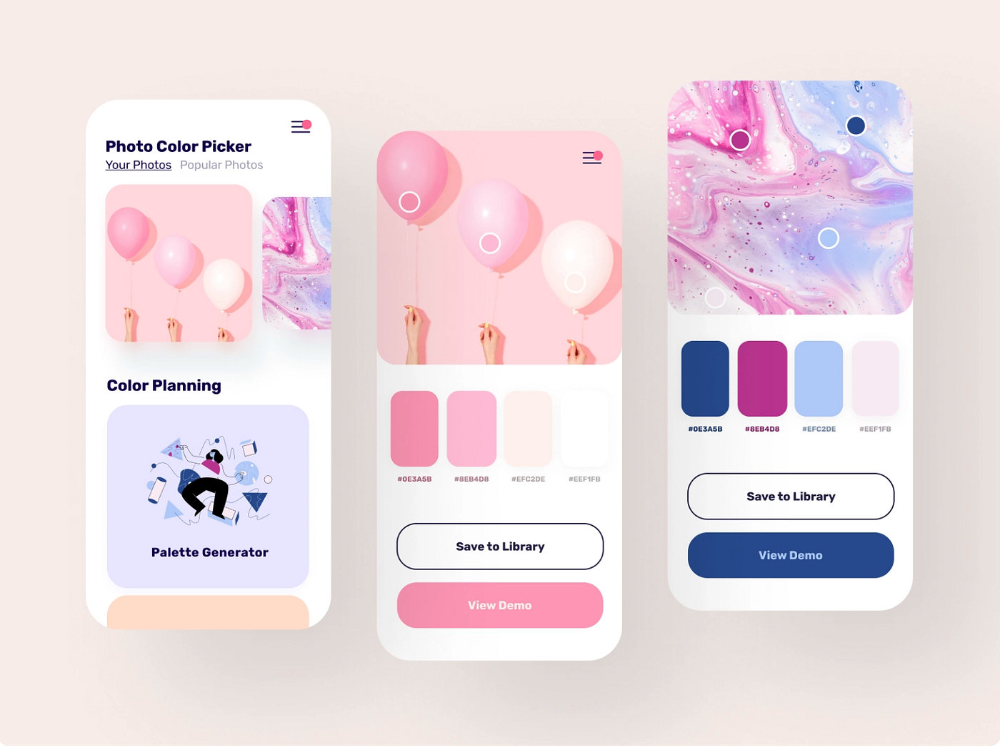 Photo Color Picker
Your Photos Popular Photos
Color Planning
Palette Generator
#0E3A5B #8EB4D8 #EFC2DE #EEF1FB
Save to Library
View Demo
#0E3A5B #8EB4D8 #EFC2DE #EEF1FB
Save to Library
View Demo